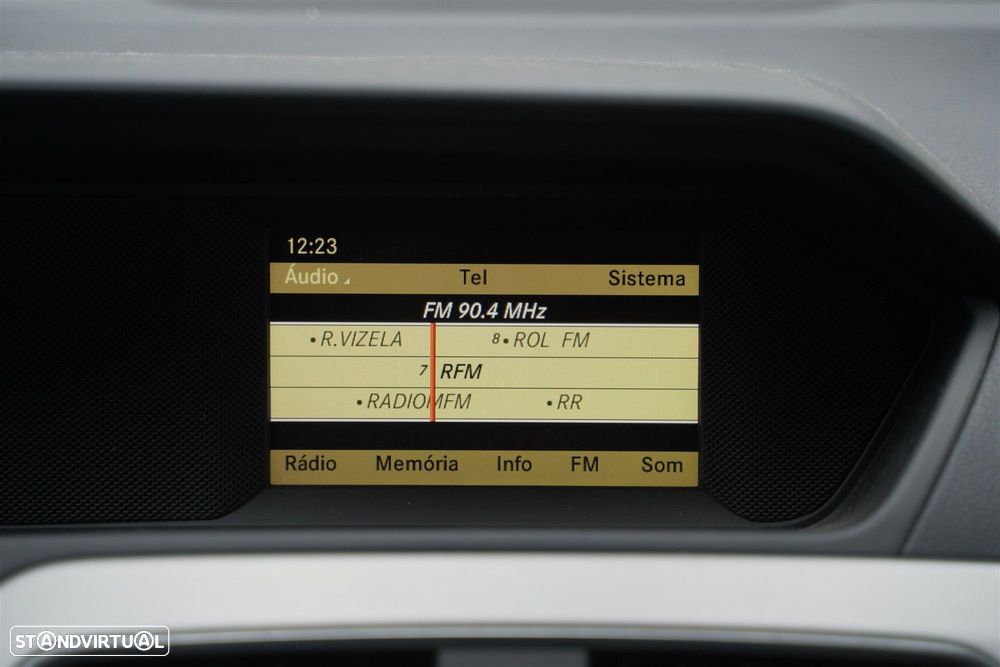 12:23
Áudio Tel Sistema
FM 90.4 MHz
•R.VIZELA 8•ROL FM
7 RFM
•RADIOMFM •RR
Rádio Memória Info FM Som
STANDVIRTUAL